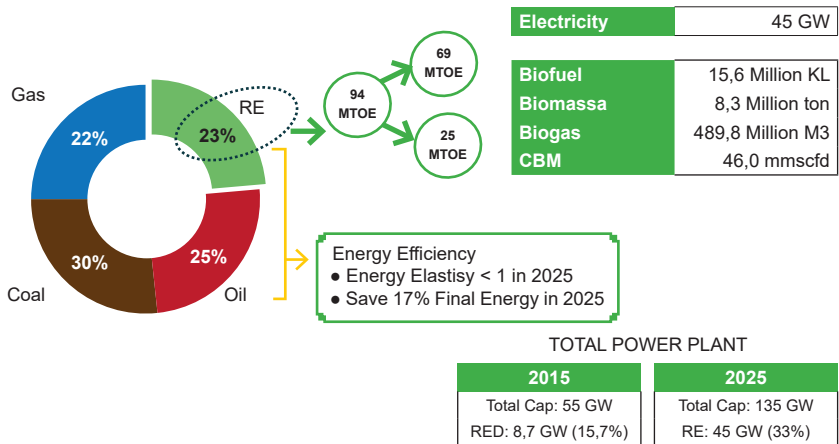 Electricity 45 GW
69
MTOE
Gas
RE
94
MTOE
Biofuel 15,6 Million KL
Biomassa 8,3 Million ton
Biogas 489,8 Million M3
CBM 46,0 mmscfd
22%
23%
25
MTOE
30%
25%
Coal
Oil
Energy Efficiency
● Energy Elastisy < 1 in 2025
● Save 17% Final Energy in 2025
TOTAL POWER PLANT
2015
Total Cap: 55 GW
RED: 8,7 GW (15,7%)
2025
Total Cap: 135 GW
RE: 45 GW (33%)